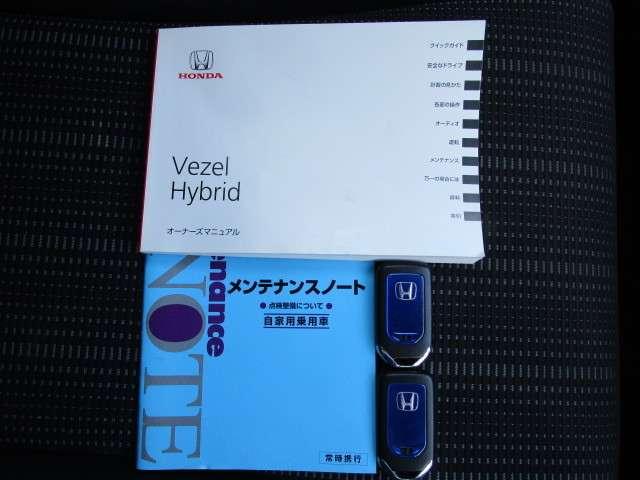 HONDA
Vezel
Hybrid
オーナーズマニュアル
クイックガイド
安全なドライブ
計器の見かた
各部の操作
オーディオ
運転
メンテナンス
万一の場合には
資料
索引
enance
NOTE
メンテナンスノート
●点検整備について●
自家用乗用車
常時携行